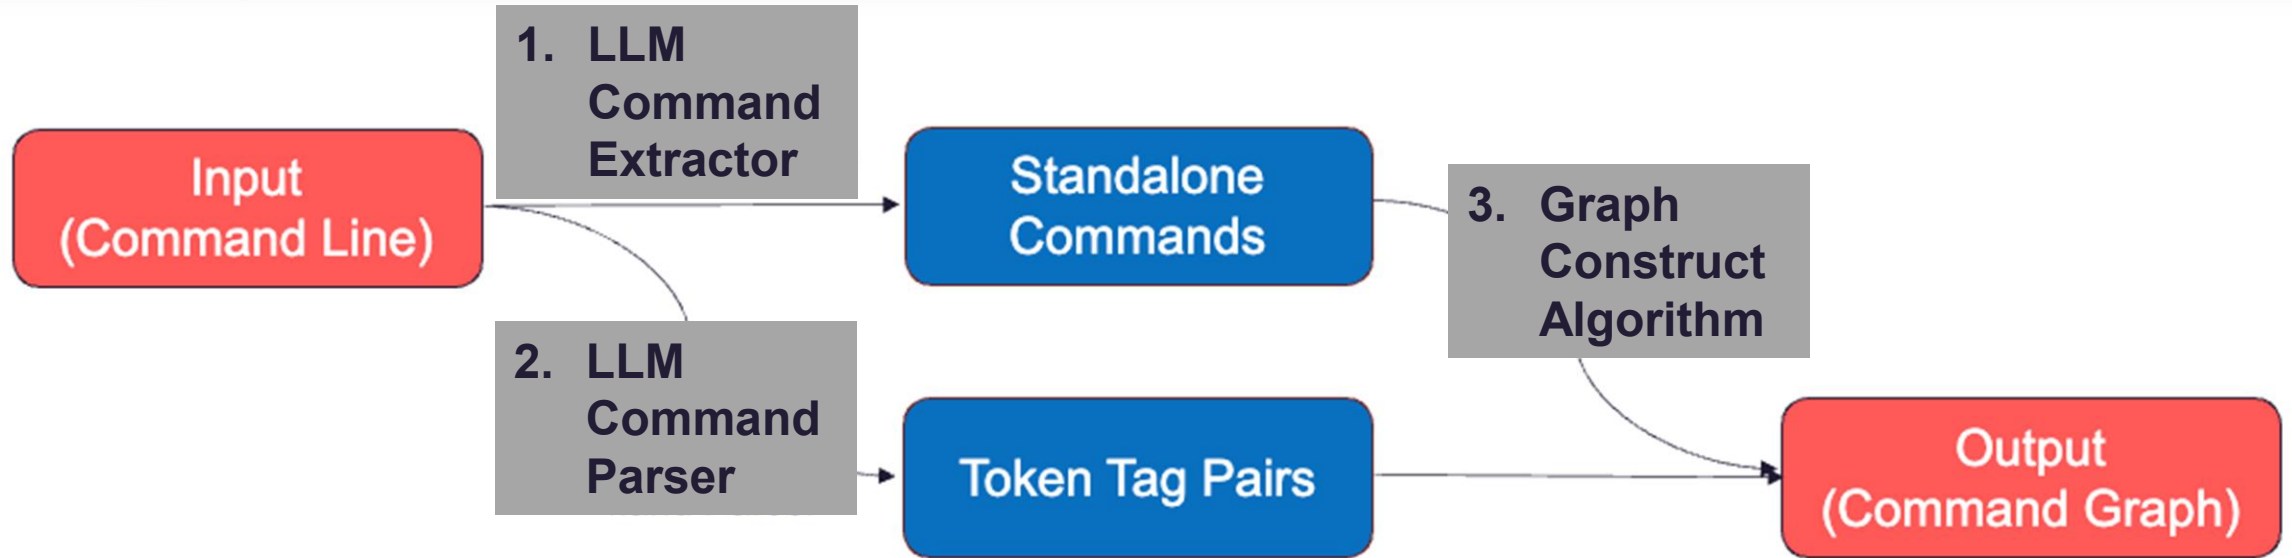 1. LLM
Command
Extractor
Input
(Command Line)
Standalone
Commands
3. Graph
Construct
Algorithm
2. LLM
Command
Parser
Token Tag Pairs
Output
(Command Graph)